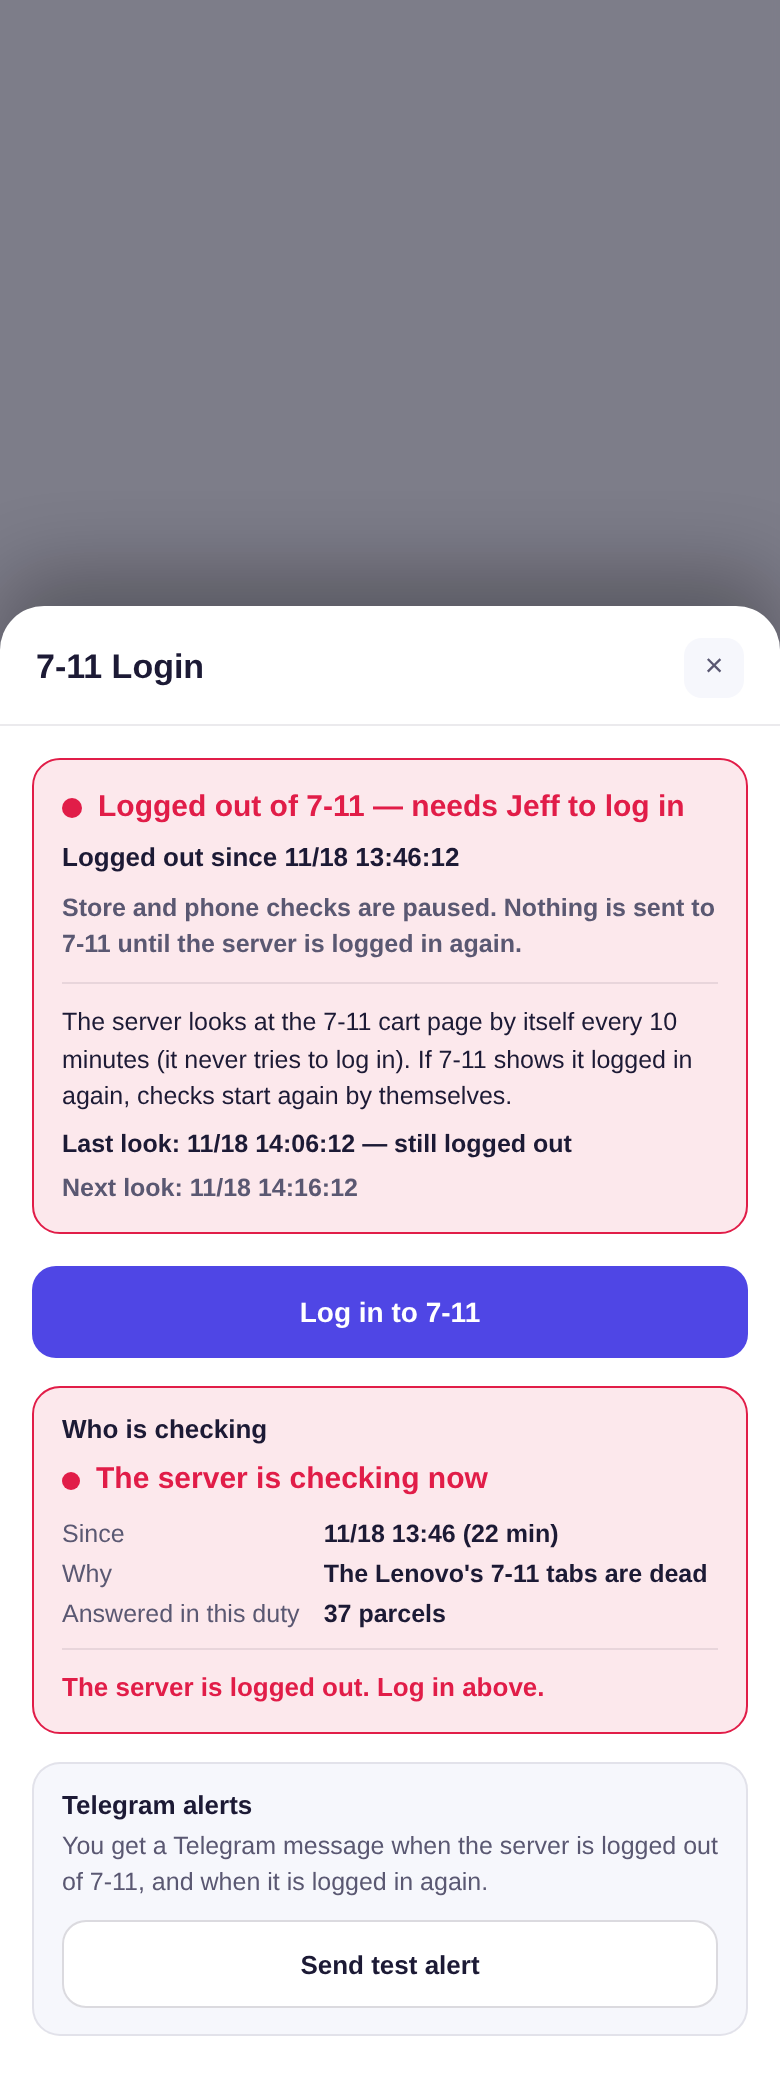 7-11 Login
×
Logged out of 7-11 — needs Jeff to log in
Logged out since 11/18 13:46:12
Store and phone checks are paused. Nothing is sent to
7-11 until the server is logged in again.
The server looks at the 7-11 cart page by itself every 10
minutes (it never tries to log in). If 7-11 shows it logged in
again, checks start again by themselves.
Last look: 11/18 14:06:12 — still logged out
Next look: 11/18 14:16:12
Log in to 7-11
Who is checking
The server is checking now
Since 11/18 13:46 (22 min)
Why The Lenovo's 7-11 tabs are dead
Answered in this duty 37 parcels
The server is logged out. Log in above.
Telegram alerts
You get a Telegram message when the server is logged out
of 7-11, and when it is logged in again.
Send test alert